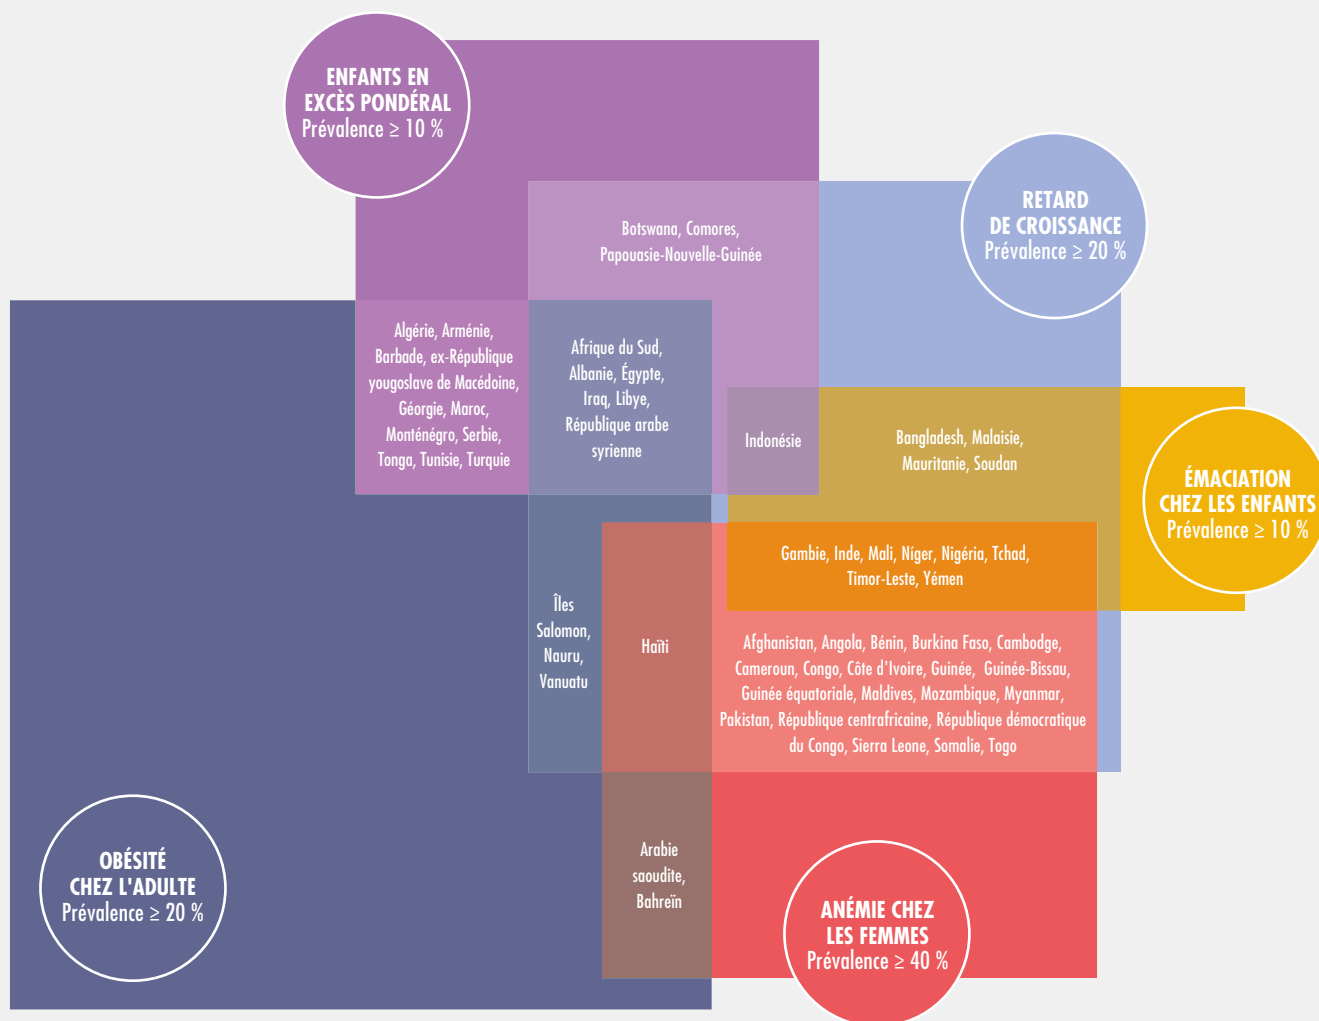 ENFANTS EN
EXCÈS PONDÉRAL
Prévalence ≥ 10 %
RETARD
DE CROISSANCE
Prévalence ≥ 20 %
Botswana, Comores,
Papouasie-Nouvelle-Guinée
Algérie, Arménie,
Barbade, ex-République
yougoslave de Macédoine,
Géorgie, Maroc,
Monténégro, Serbie,
Tonga, Tunisie, Turquie
Afrique du Sud,
Albanie, Égypte,
Iraq, Libye,
République arabe
syrienne
Indonésie
Bangladesh, Malaisie,
Mauritanie, Soudan
ÉMACIATION
CHEZ LES ENFANTS
Prévalence ≥ 10 %
Gambie, Inde, Mali, Niger, Nigéria, Tchad,
Timor-Leste, Yémen
Îles
Salomon,
Nauru,
Vanuatu
Haïti
Afghanistan, Angola, Bénin, Burkina Faso, Cambodge,
Cameroun, Congo, Côte d'Ivoire, Guinée, Guinée-Bissau,
Guinée équatoriale, Maldives, Mozambique, Myanmar,
Pakistan, République centrafricaine, République démocratique
du Congo, Sierra Leone, Somalie, Togo
OBÉSITÉ
CHEZ L'ADULTE
Prévalence ≥ 20 %
Arabie
saoudite,
Bahreïn
ANÉMIE CHEZ
LES FEMMES
Prévalence ≥ 40 %